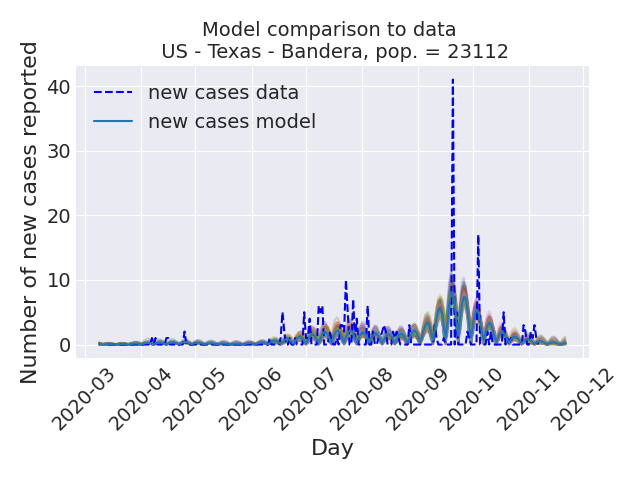 Model comparison to data
US - Texas - Bandera, pop. = 23112
Number of new cases reported
40
30
20
10
0
new cases data
new cases model
2020-03
2020-04
2020-05
2020-06
2020-07
2020-08
2020-09
2020-10
2020-11
2020-12
Day